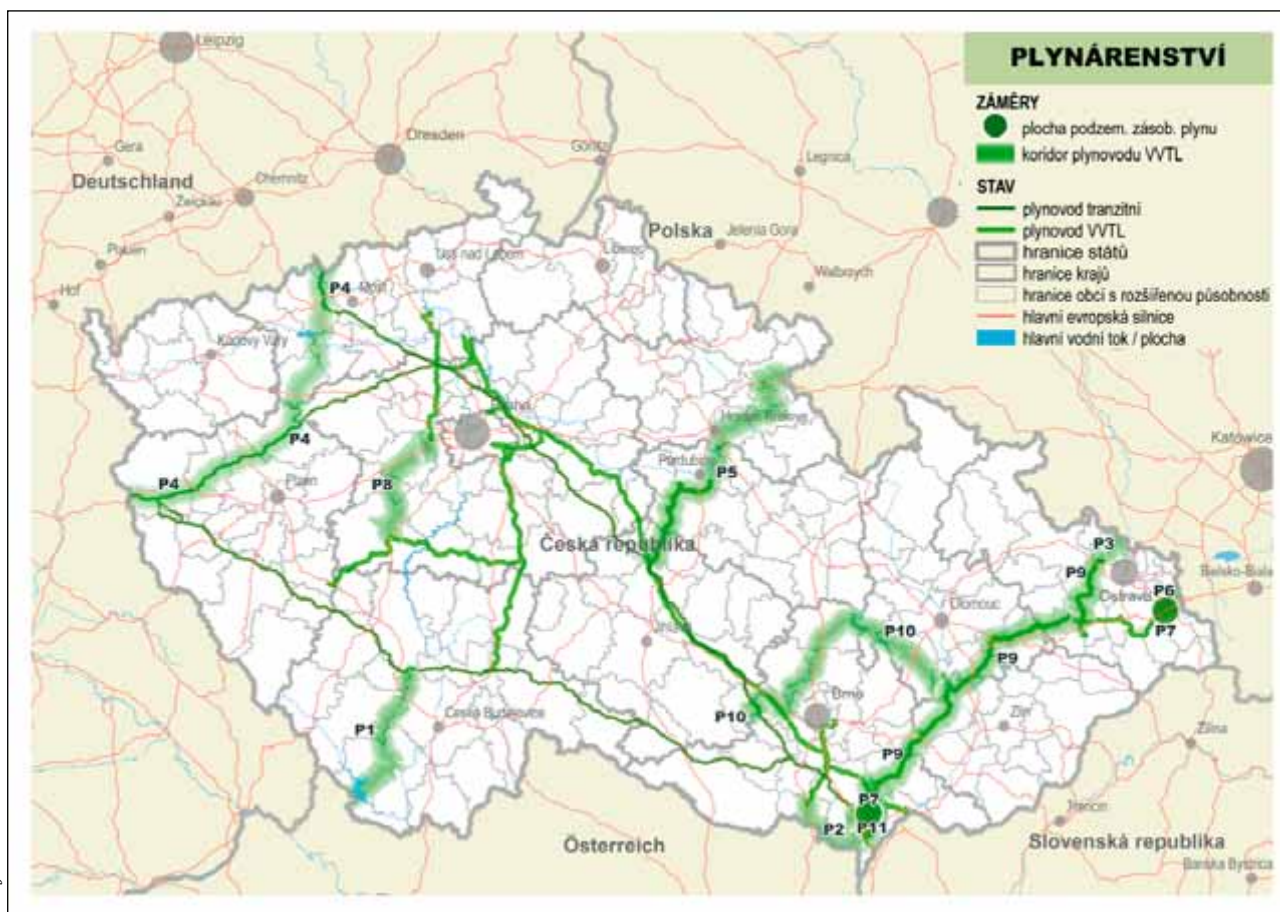 PLYNÁRENSTVÍ
ZÁMĚRY
plocha podzem. zásob. plynu
koridor plynovodu VVTL
STAV
plynovod tranzitní
plynovod VVTL
hranice států
hranice krajů
hranice obcí s rozšířenou působností
hlavní evropská silnice
hlavní vodní tok / plocha
Leipzig
Dresden
Görlitz
Gera
Legnica
Deutschland
Chemnitz
Zwickau
Polska
Jelenia Gora
Plauen
Ústí nad Labem
Liberec
Hof
P4
Most
Walbrzych
Karlovy Vary
Praha
Hradec Králové
P4
Katowice
P4
Plzeň
P8
Pardubice
P5
Česká republika
P3
P9
Ostrava
Bielsko-Biala
P6
P7
Jihlava
P10
Olomouc
P9
P10
Brno
Zlín
P1
České Budějovice
P9
Žilina
P7
P2
P11
Trenčín
Österreich
Slovenská republika
Banska Bystrica